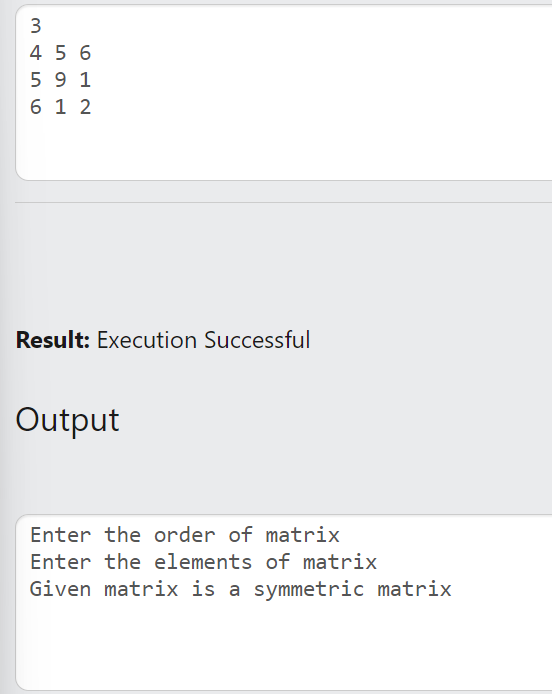 3
4 5 6
5 9 1
6 1 2
Result: Execution Successful
Output
Enter the order of matrix
Enter the elements of matrix
Given matrix is a symmetric matrix